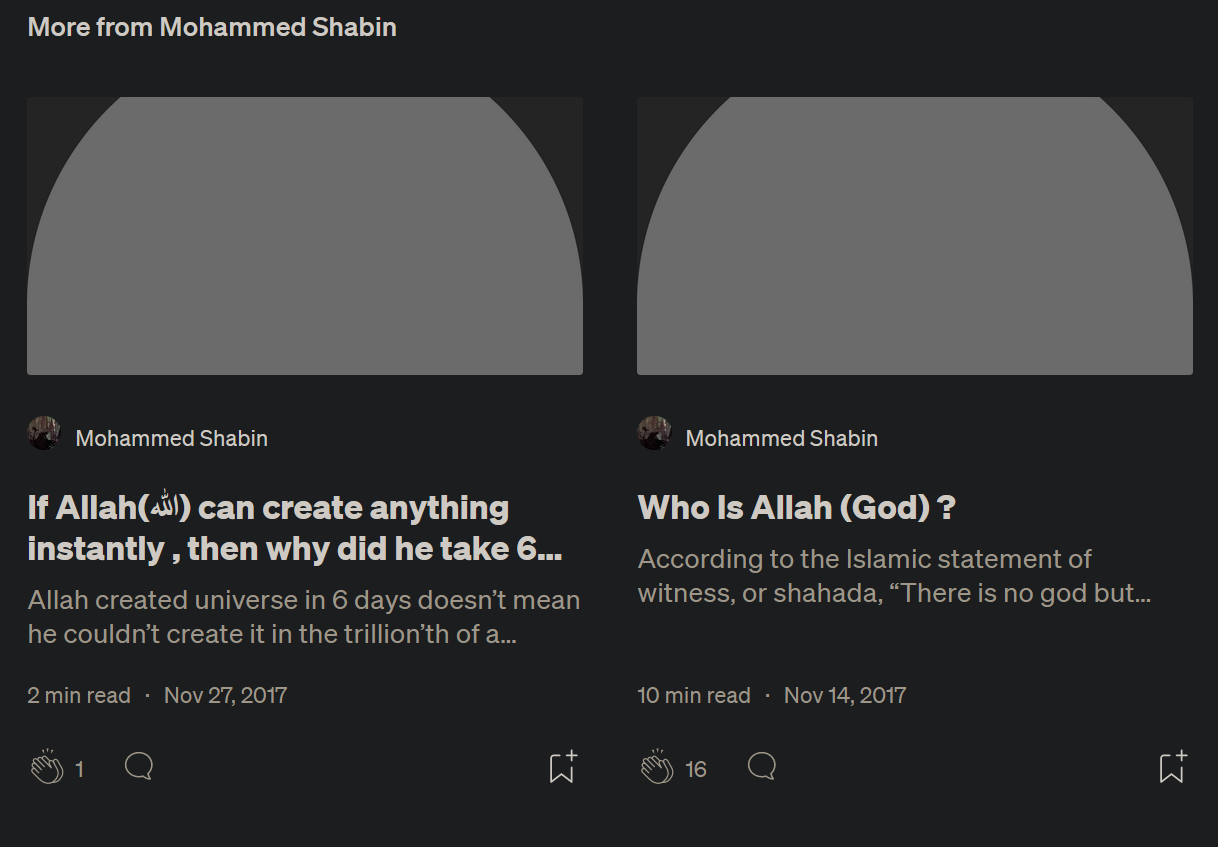 More from Mohammed Shabin
Mohammed Shabin
If Allah(الله) can create anything
instantly , then why did he take 6...
Allah created universe in 6 days doesn’t mean
he couldn’t create it in the trillion’th of a...
2 min read · Nov 27, 2017
1
Mohammed Shabin
Who Is Allah (God) ?
According to the Islamic statement of
witness, or shahada, “There is no god but...
10 min read · Nov 14, 2017
16